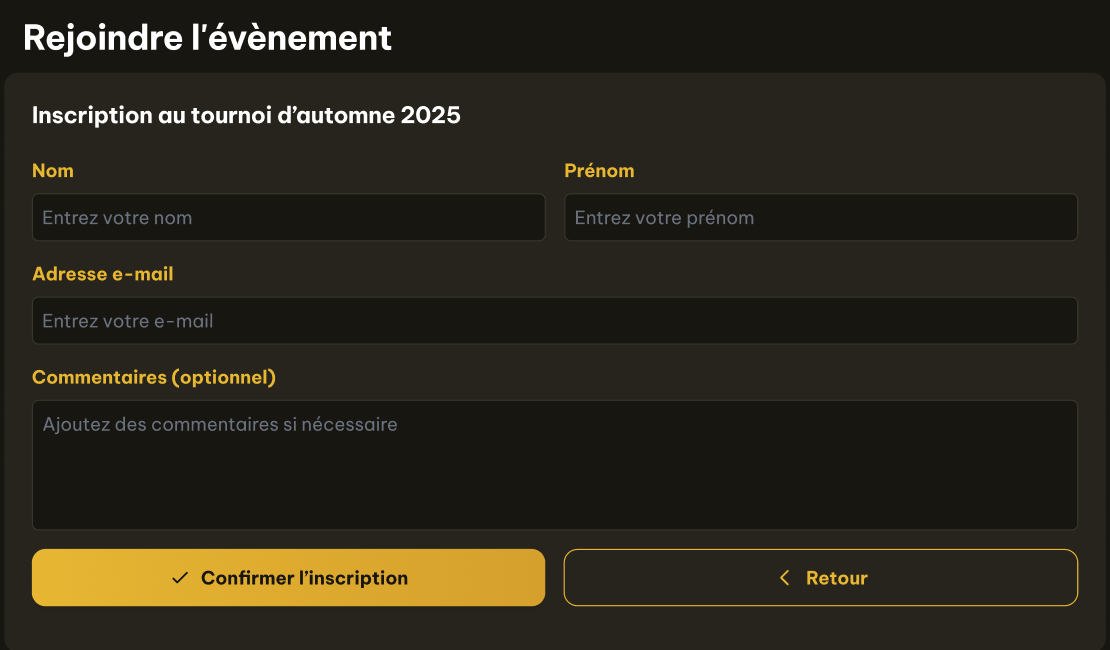 Rejoindre l'évènement
Inscription au tournoi d’automne 2025
Nom
Prénom
Entrez votre nom
Entrez votre prénom
Adresse e-mail
Entrez votre e-mail
Commentaires (optionnel)
Ajoutez des commentaires si nécessaire
Confirmer l’inscription
Retour